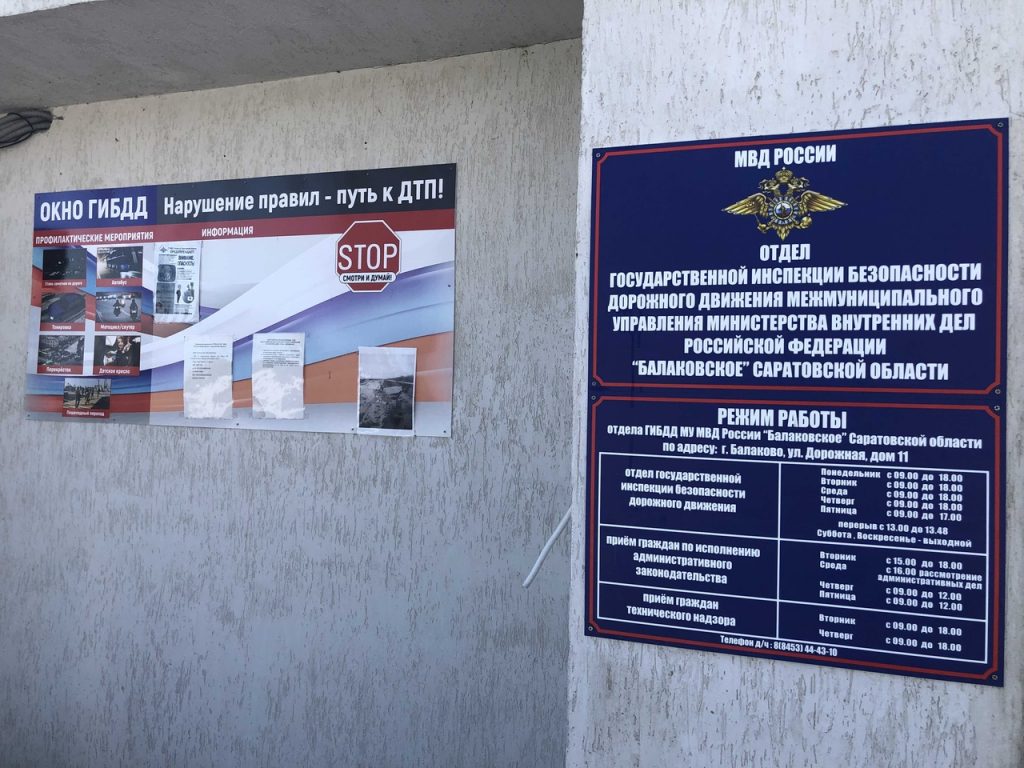 ОКНО ГИБДД
Нарушение правил - путь к ДТП!
ПРОФИЛАКТИЧЕСКИЕ МЕРОПРИЯТИЯ
ИНФОРМАЦИЯ
STOP
СМОТРИ И ДУМАЙ!
Автобус
Тонировка
Мотоцикл/скутер
Перекрёсток
Детское кресло
Пешеходный переход
МВД РОССИИ
ОТДЕЛ
ГОСУДАРСТВЕННОЙ ИНСПЕКЦИИ БЕЗОПАСНОСТИ
ДОРОЖНОГО ДВИЖЕНИЯ МЕЖМУНИЦИПАЛЬНОГО
УПРАВЛЕНИЯ МИНИСТЕРСТВА ВНУТРЕННИХ ДЕЛ
РОССИЙСКОЙ ФЕДЕРАЦИИ
“БАЛАКОВСКОЕ” САРАТОВСКОЙ ОБЛАСТИ
РЕЖИМ РАБОТЫ
отдела ГИБДД МУ МВД России “Балаковское” Саратовской области
по адресу: г. Балаково, ул. Дорожная, дом 11
отдел государственной
инспекции безопасности
дорожного движения
Понедельник с 09.00 до 18.00
Вторник с 09.00 до 18.00
Среда с 09.00 до 18.00
Четверг с 09.00 до 18.00
Пятница с 09.00 до 17.00
перерыв с 13.00 до 13.48
Суббота , Воскресенье - выходной
приём граждан по исполнению
административного
законодательства
Вторник с 15.00 до 18.00
Среда с 16.00 рассмотрение
административных дел
Четверг с 09.00 до 12.00
Пятница с 09.00 до 12.00
приём граждан
технического надзора
Вторник с 09.00 до 18.00
Четверг с 09.00 до 18.00
Телефон д/ч : 8(8453) 44-43-10